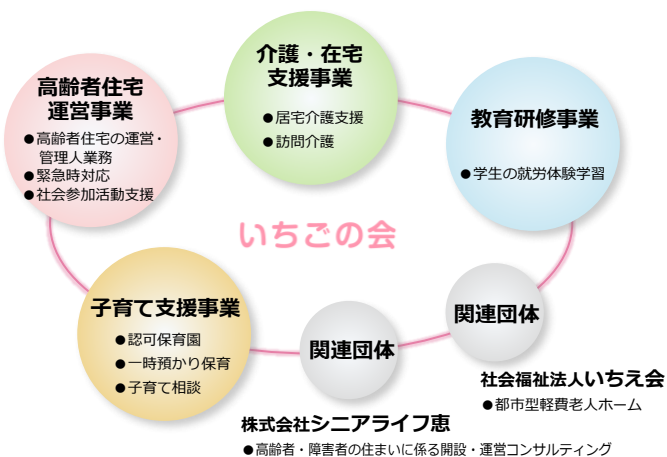 高齢者住宅
運営事業
●高齢者住宅の運営・
管理人業務
●緊急時対応
●社会参加活動支援
介護・在宅
支援事業
●居宅介護支援
●訪問介護
教育研修事業
●学生の就労体験学習
いちごの会
子育て支援事業
●認可保育園
●一時預かり保育
●子育て相談
関連団体
株式会社シニアライフ恵
●高齢者・障害者の住まいに係る開設・運営コンサルティング
関連団体
社会福祉法人いちえ会
●都市型軽費老人ホーム